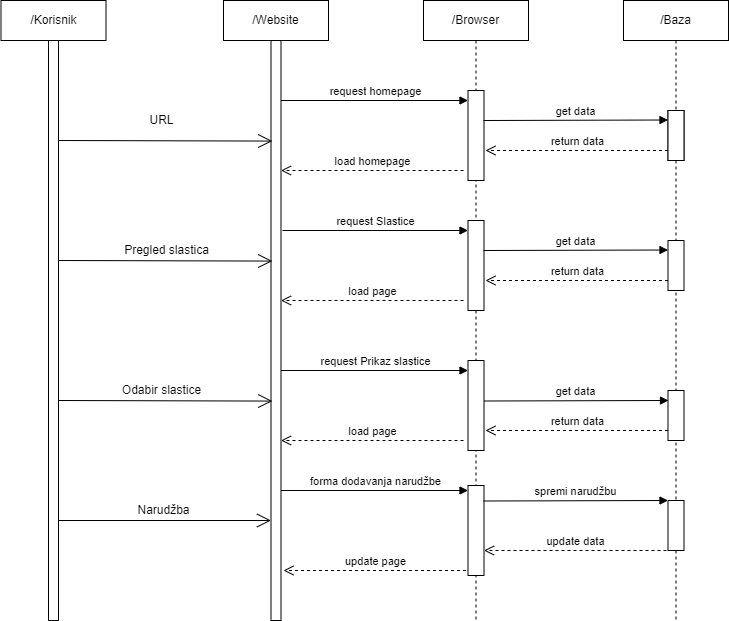 /Korisnik
/Website
/Browser
/Baza
request homepage
get data
URL
return data
load homepage
request Slastice
get data
Pregled slastica
return data
load page
request Prikaz slastice
get data
Odabir slastice
return data
load page
forma dodavanja narudžbe
spremi narudžbu
Narudžba
update data
update page